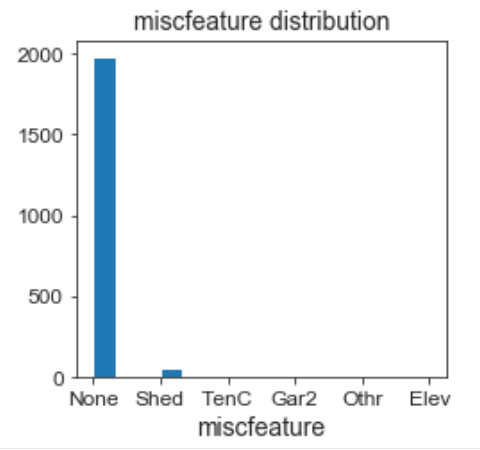 miscfeature distribution
2000
1500
1000
500
0
None Shed TenC Gar2 Othr Elev
miscfeature